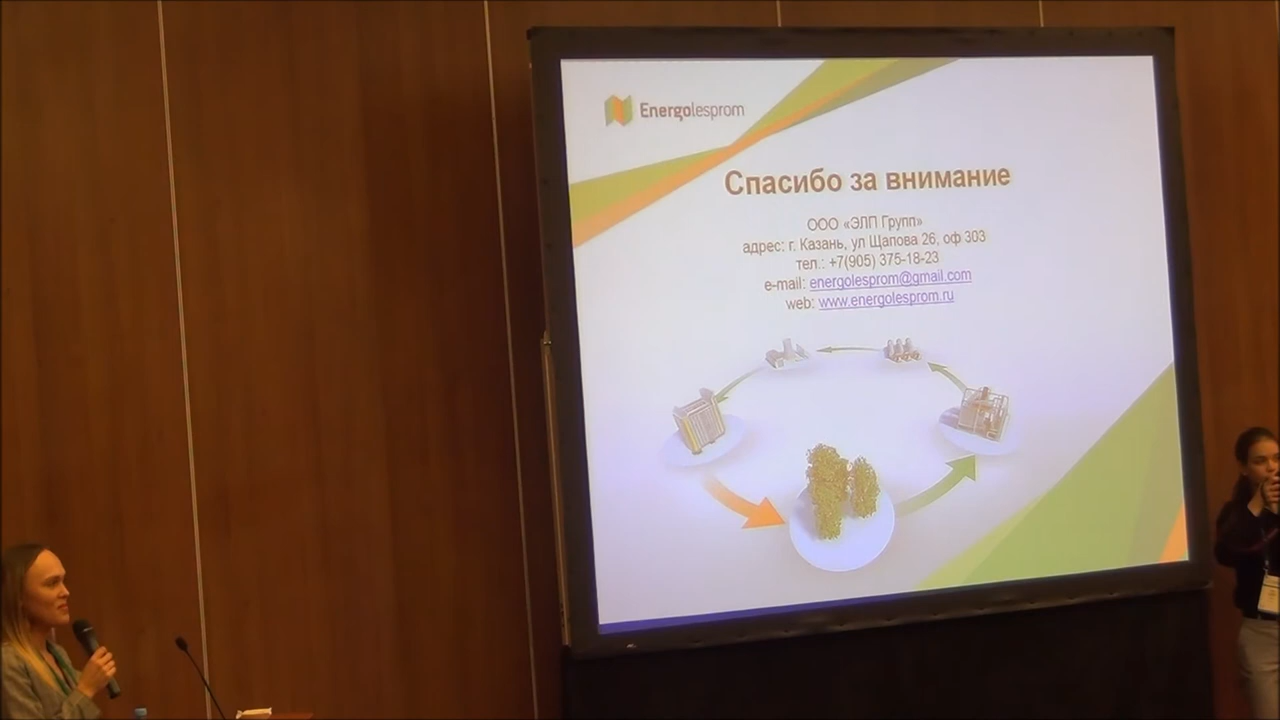 Energolesprom
Спасибо за внимание
ООО «ЭЛП Групп»
адрес: г. Казань, ул Щапова 26, оф 303
тел.: +7(905) 375-18-23
e-mail: energolesprom@gmail.com
web: www.energolesprom.ru